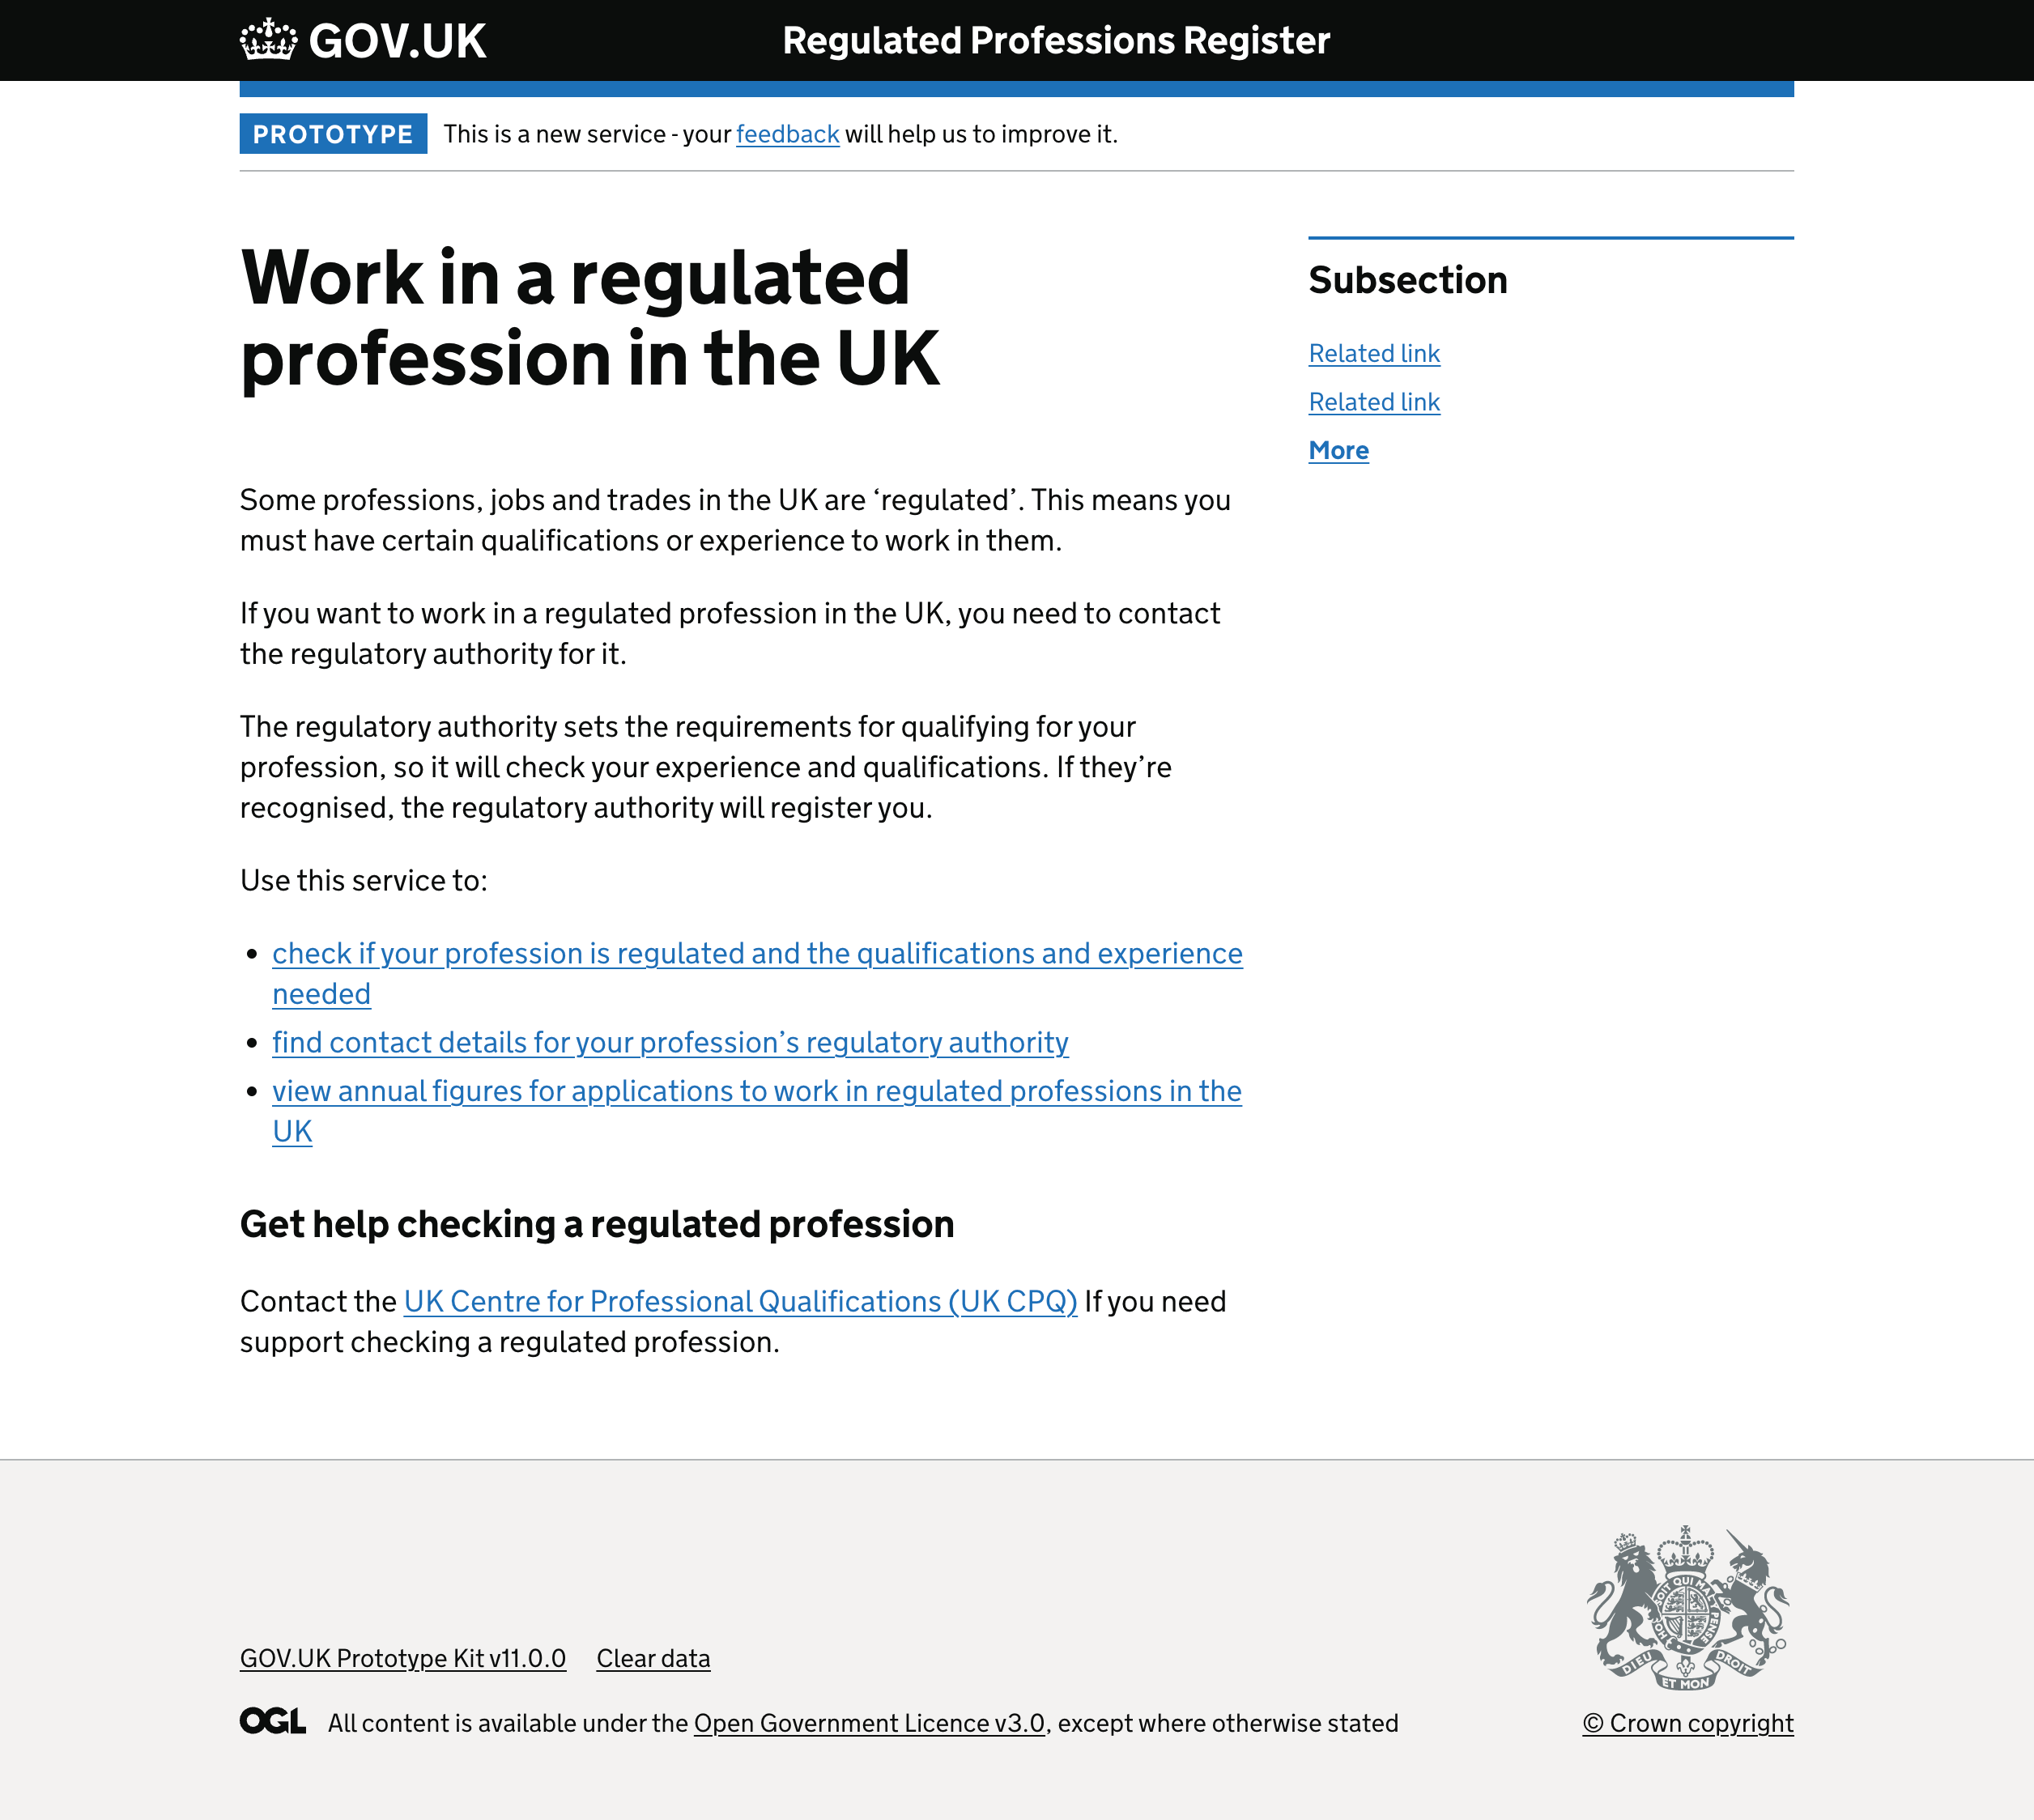 GOV.UK
Regulated Professions Register
PROTOTYPE
This is a new service - your feedback will help us to improve it.
Work in a regulated
profession in the UK
Some professions, jobs and trades in the UK are ‘regulated’. This means you
must have certain qualifications or experience to work in them.
If you want to work in a regulated profession in the UK, you need to contact
the regulatory authority for it.
The regulatory authority sets the requirements for qualifying for your
profession, so it will check your experience and qualifications. If they’re
recognised, the regulatory authority will register you.
Use this service to:
• check if your profession is regulated and the qualifications and experience
needed
• find contact details for your profession’s regulatory authority
• view annual figures for applications to work in regulated professions in the
UK
Get help checking a regulated profession
Contact the UK Centre for Professional Qualifications (UK CPQ) If you need
support checking a regulated profession.
Subsection
Related link
Related link
More
GOV.UK Prototype Kit v11.0.0 Clear data
OGL All content is available under the Open Government Licence v3.0, except where otherwise stated
SOIT QUI MAL
PENSE
DIEU ET MON DROIT
© Crown copyright